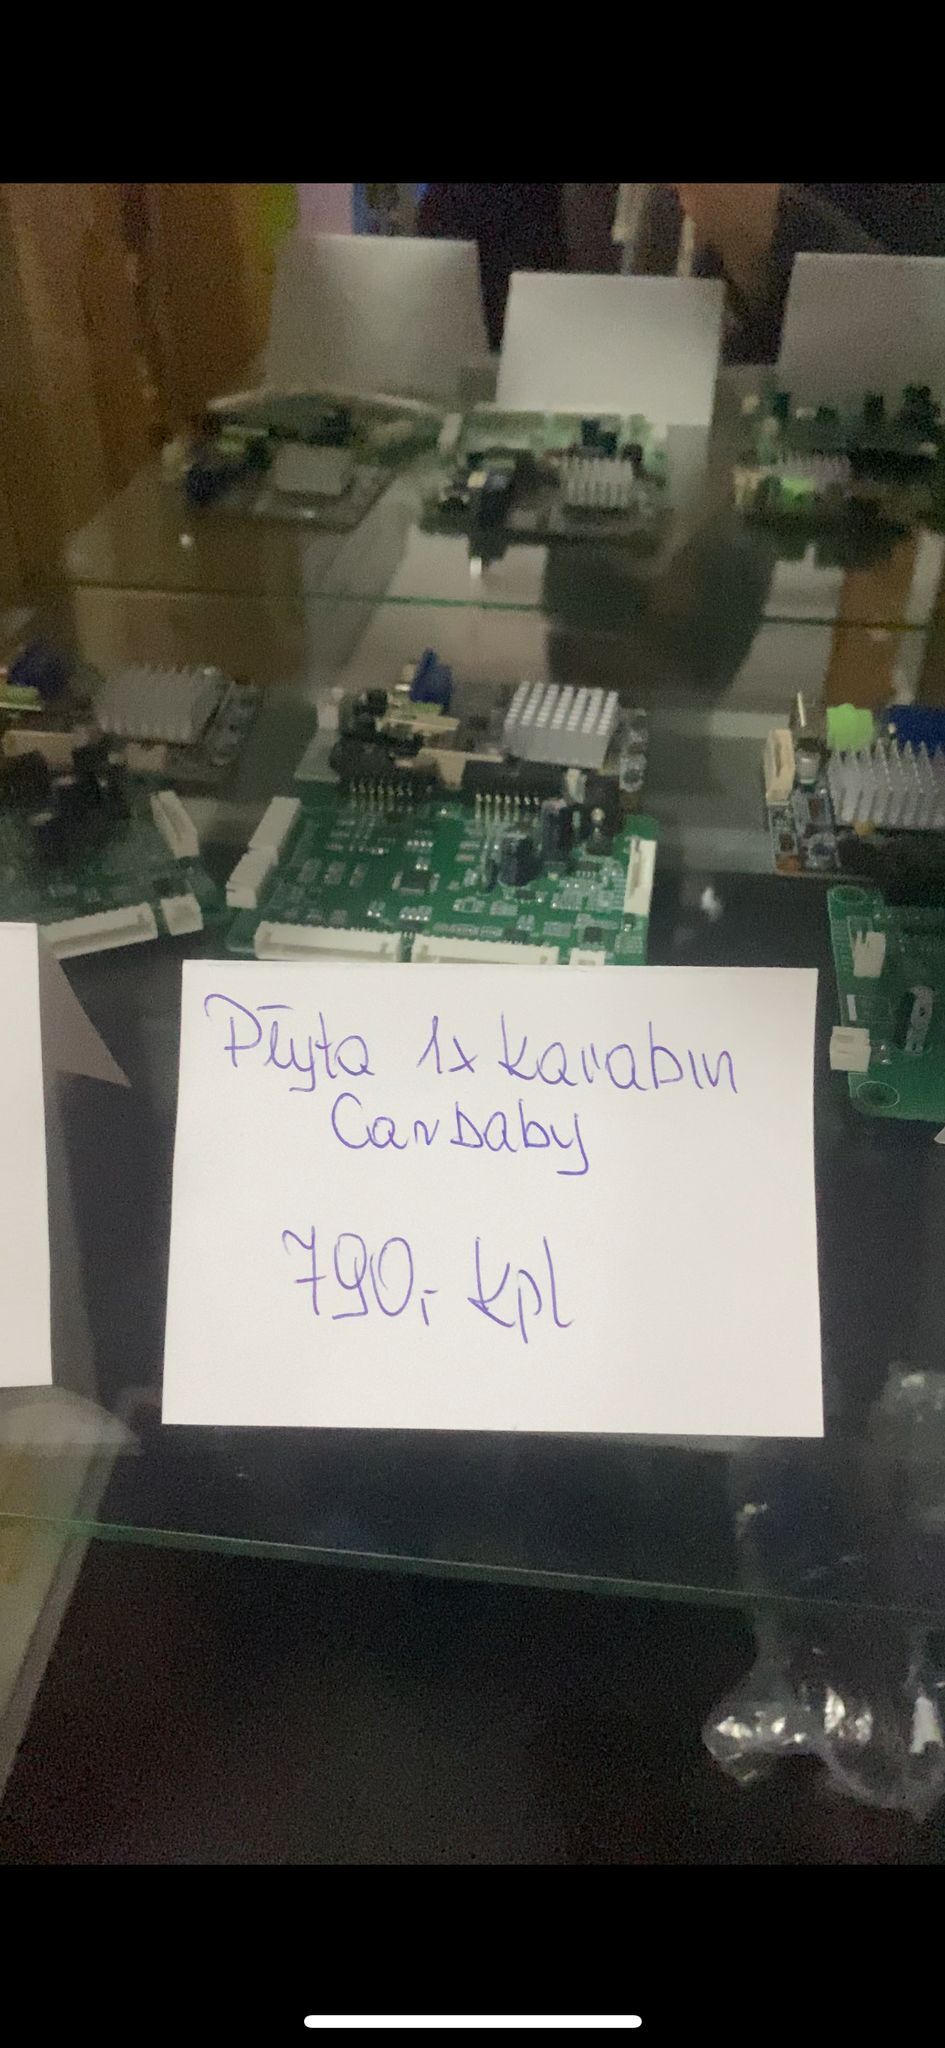 Płyta 1x karabin
Carbaby
790,- kpl